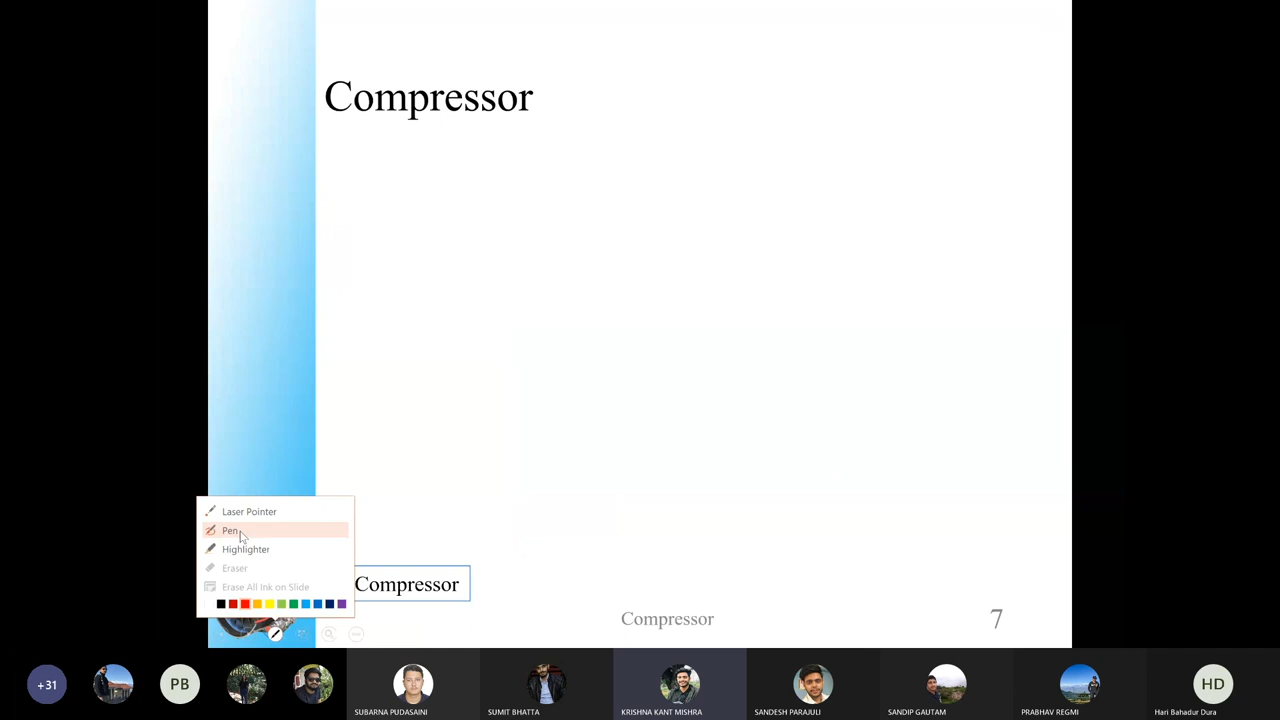 Compressor
Laser Pointer
Pen
Highlighter
Eraser
Erase All Ink on Slide
Compressor
Compressor
7
+31
PB
HD
SUBARNA PUDASAINI
SUMIT BHATTA
KRISHNA KANT MISHRA
SANDESH PARAJULI
SANDIP GAUTAM
PRABHAV REGMI
Hari Bahadur Dura